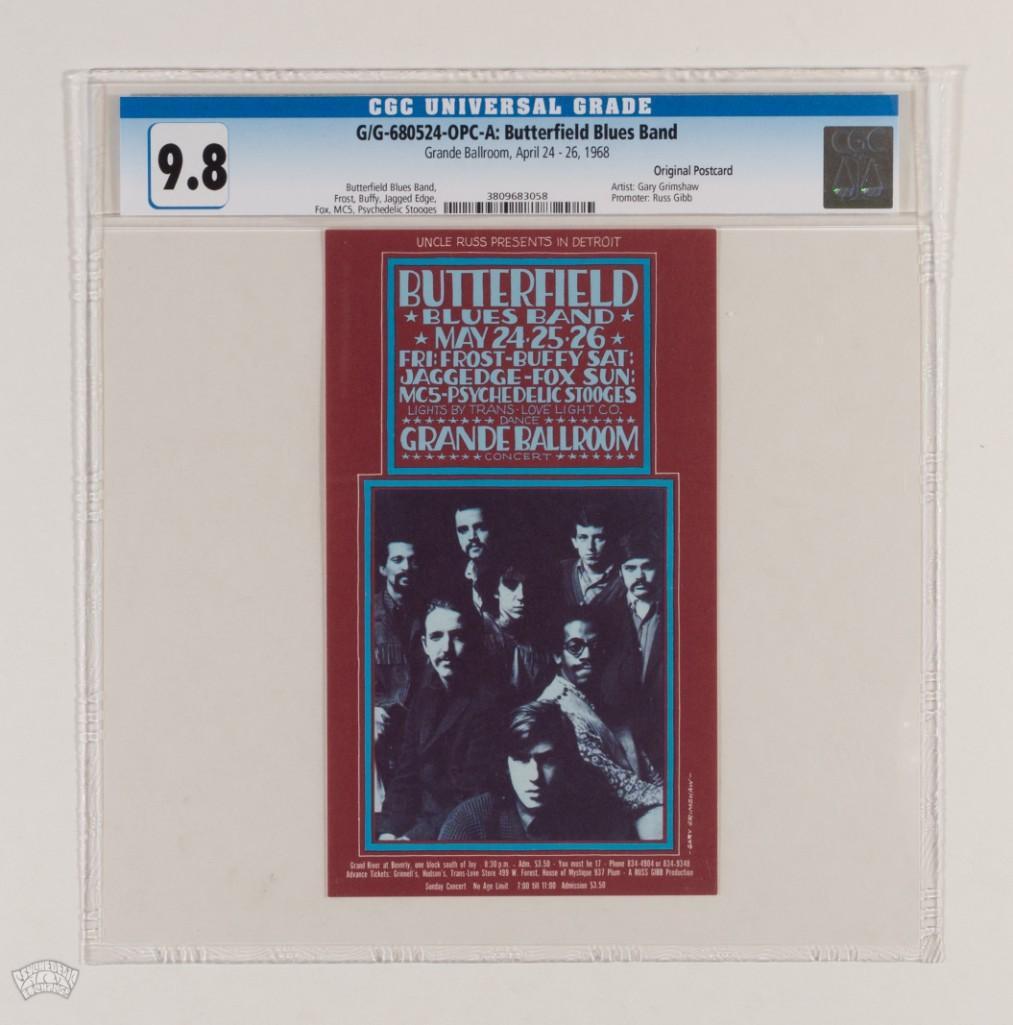 CGC UNIVERSAL GRADE
9.8
G/G-680524-OPC-A: Butterfield Blues Band
Grande Ballroom, April 24 - 26, 1968
Original Postcard
Butterfield Blues Band,
Frost, Buffy, Jagged Edge,
Fox, MC5, Psychedelic Stooges
3809683058
Artist: Gary Grimshaw
Promoter: Russ Gibb
CGC
UNCLE RUSS PRESENTS IN DETROIT
BUTTERFIELD
★ BLUES BAND ★
★ MAY 24·25·26 ★
FRI: FROST-BUFFY SAT:
JAGGEDGE-FOX SUN:
MC5-PSYCHEDELIC STOOGES
LIGHTS BY TRANS-LOVE LIGHT CO.
DANCE
GRANDE BALLROOM
CONCERT
-GARY GRIMSHAW-
Grand River at Beverly, one block south of Joy 8:30 p.m. - Adm. $3.50 - You must be 17 - Phone 834-4904 or 834-9348
Advance Tickets: Grinnell's, Hudson's, Trans-Love Store 499 W. Forest, House of Mystique 937 Plum - A RUSS GIBB Production
Sunday Concert No Age Limit 7:00 till 11:00 Admission $3.50
PSYCHEDELIC
ART
EXCHANGE